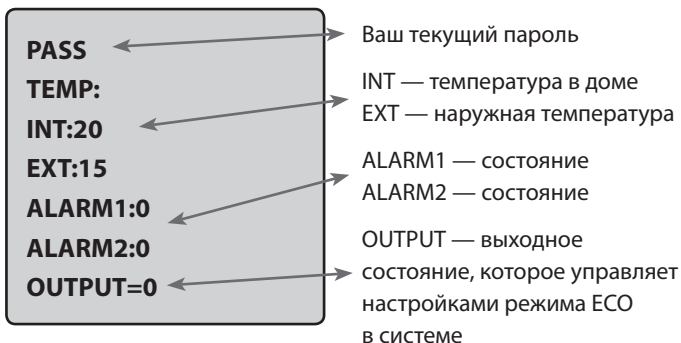 PASS
TEMP:
INT:20
EXT:15
ALARM1:0
ALARM2:0
OUTPUT=0
Ваш текущий пароль
INT — температура в доме
EXT — наружная температура
ALARM1 — состояние
ALARM2 — состояние
OUTPUT — выходное
состояние, которое управляет
настройками режима ECO
в системе